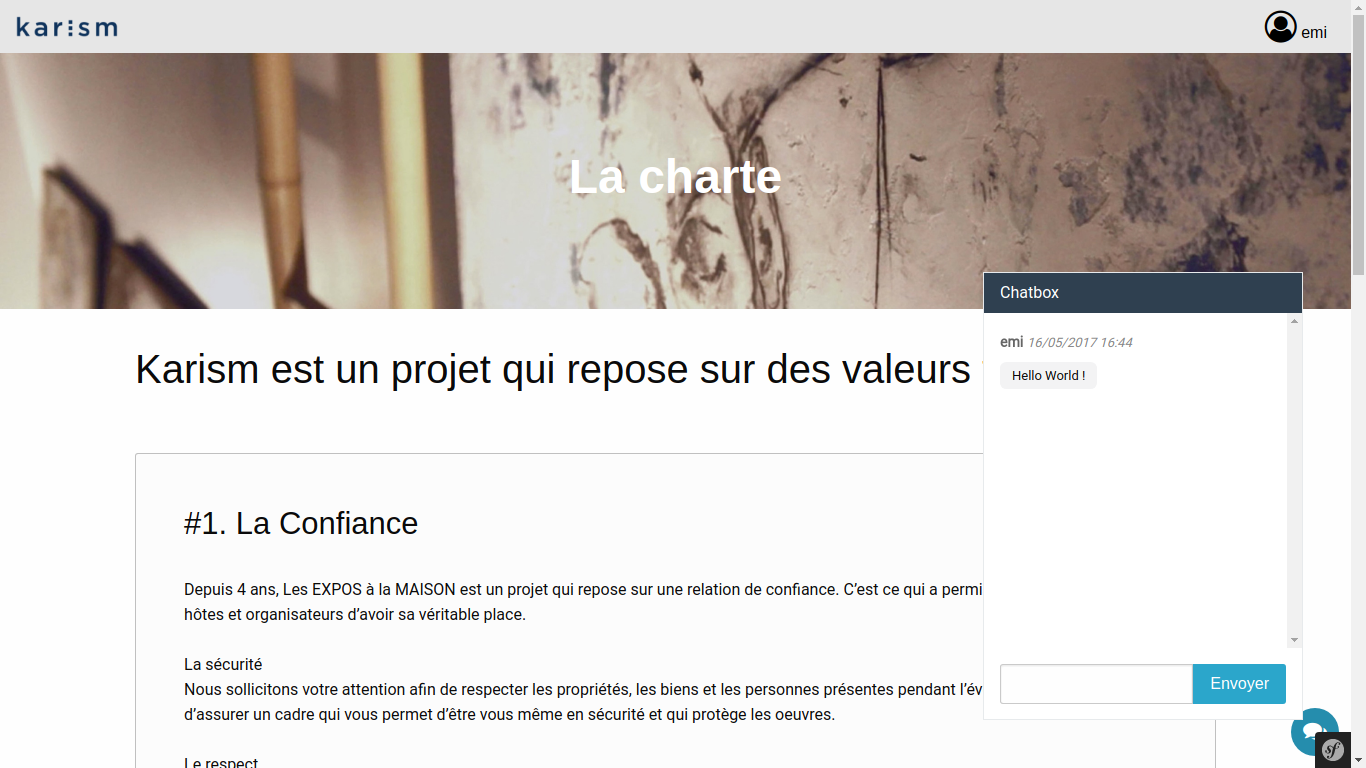 karism
emi
La charte
Karism est un projet qui repose sur des valeurs
Chatbox
emi 16/05/2017 16:44
Hello World !
Envoyer
#1. La Confiance
Depuis 4 ans, Les EXPOS à la MAISON est un projet qui repose sur une relation de confiance. C’est ce qui a permi
hôtes et organisateurs d’avoir sa véritable place.
La sécurité
Nous sollicitons votre attention afin de respecter les propriétés, les biens et les personnes présentes pendant l’év
d’assurer un cadre qui vous permet d’être vous même en sécurité et qui protège les oeuvres.
Le respect
sf